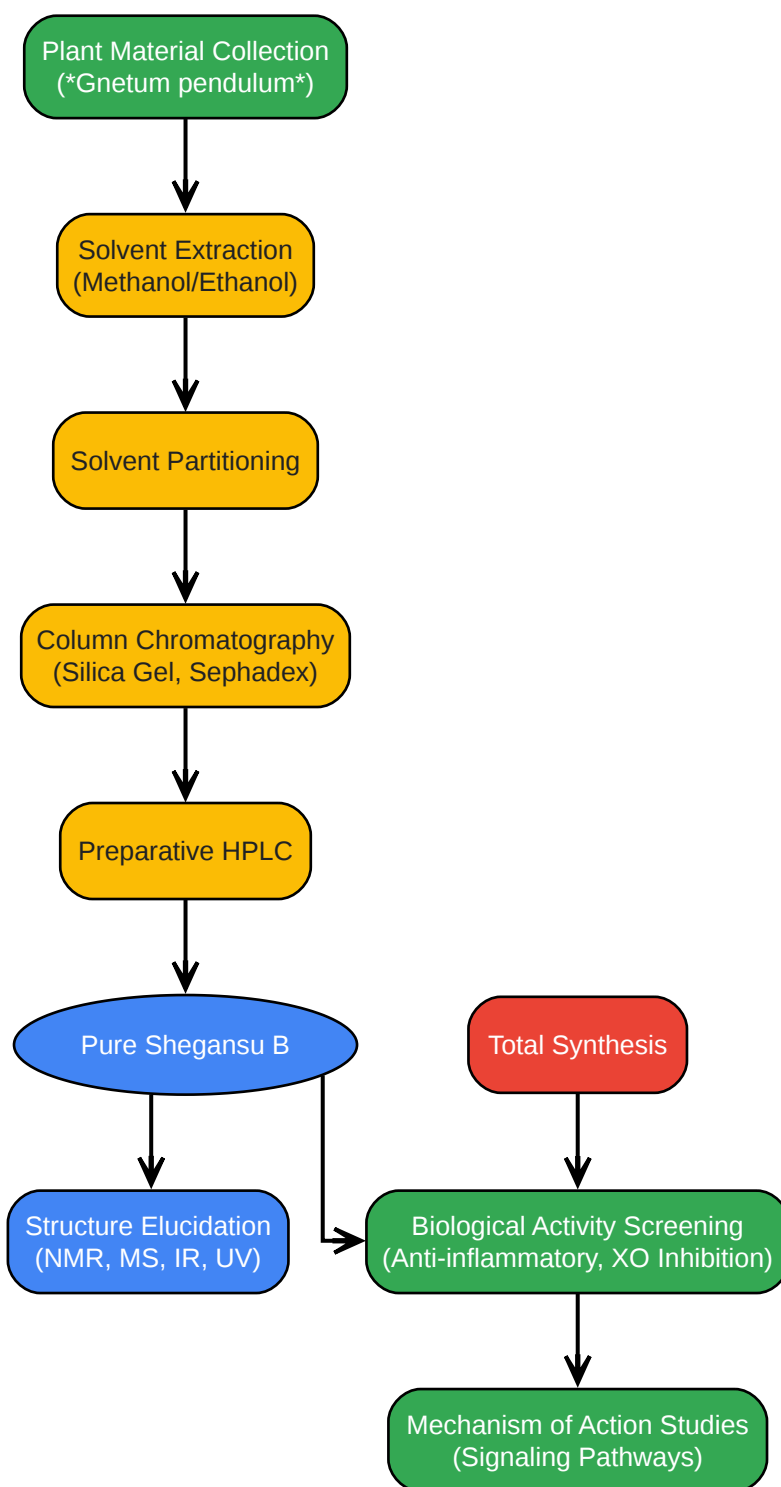 Plant Material Collection
(*Gnetum pendulum*)
Solvent Extraction
(Methanol/Ethanol)
Solvent Partitioning
Column Chromatography
(Silica Gel, Sephadex)
Preparative HPLC
Pure Shegansu B
Total Synthesis
Structure Elucidation
(NMR, MS, IR, UV)
Biological Activity Screening
(Anti-inflammatory, XO Inhibition)
Mechanism of Action Studies
(Signaling Pathways)